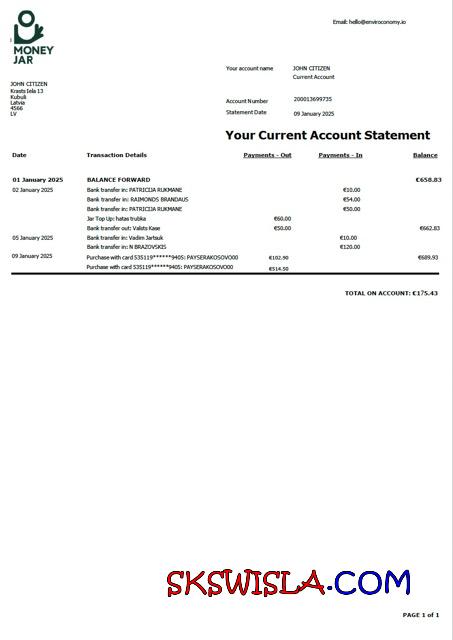 MONEY
JAR
Email: hello@enviroconomy.io
Your account name JOHN CITIZEN
Current Account
JOHN CITIZEN
Krasts Iela 13
Kubuli
Latvia
4566
LV
Account Number 200013699735
Statement Date 09 January 2025
Your Current Account Statement
Date Transaction Details Payments - Out Payments - In Balance
01 January 2025 BALANCE FORWARD €658.83
02 January 2025 Bank transfer in: PATRICIJA RUKMANE €10.00
Bank transfer in: RAIMONDS BRANDAUS €54.00
Bank transfer in: PATRICIJA RUKMANE €50.00
Jar Top Up: hatas trubka €60.00
Bank transfer out: Valsts Kase €50.00 €662.83
05 January 2025 Bank transfer in: Vadim Jartsuk €10.00
Bank transfer in: N BRAZOVSKIS €120.00
09 January 2025 Purchase with card 535119******9405: PAYSERAKOSOVO00 €102.90 €689.93
Purchase with card 535119******9405: PAYSERAKOSOVO00 €514.50
TOTAL ON ACCOUNT: €175.43
SKSWISLA.COM
PAGE 1 of 1